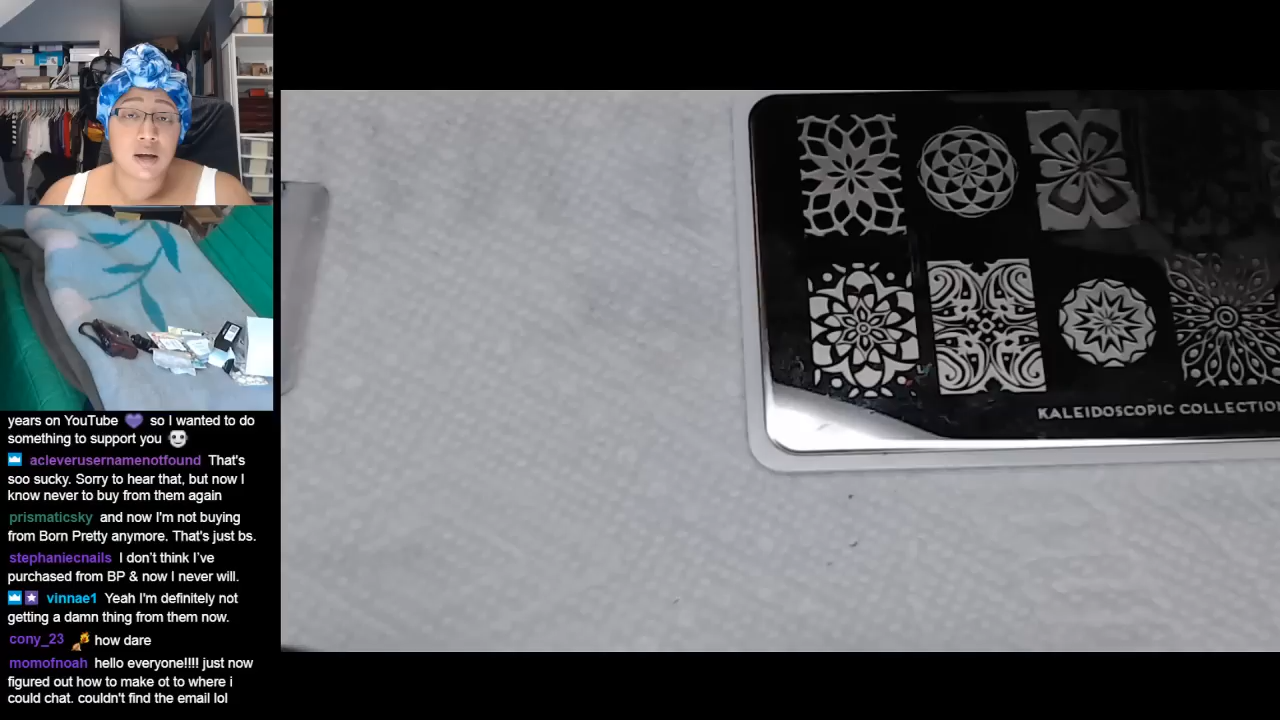 years on YouTube 💜 so I wanted to do
something to support you
acleverusernamenotfound That's
soo sucky. Sorry to hear that, but now I
know never to buy from them again
prismaticsky and now I'm not buying
from Born Pretty anymore. That's just bs.
stephaniecnails I don't think I've
purchased from BP & now I never will.
vinnae1 Yeah I'm definitely not
getting a damn thing from them now.
cony_23 how dare
momofnoah hello everyone!!!! just now
figured out how to make ot to where i
could chat. couldn't find the email lol
KALEIDOSCOPIC COLLECTION